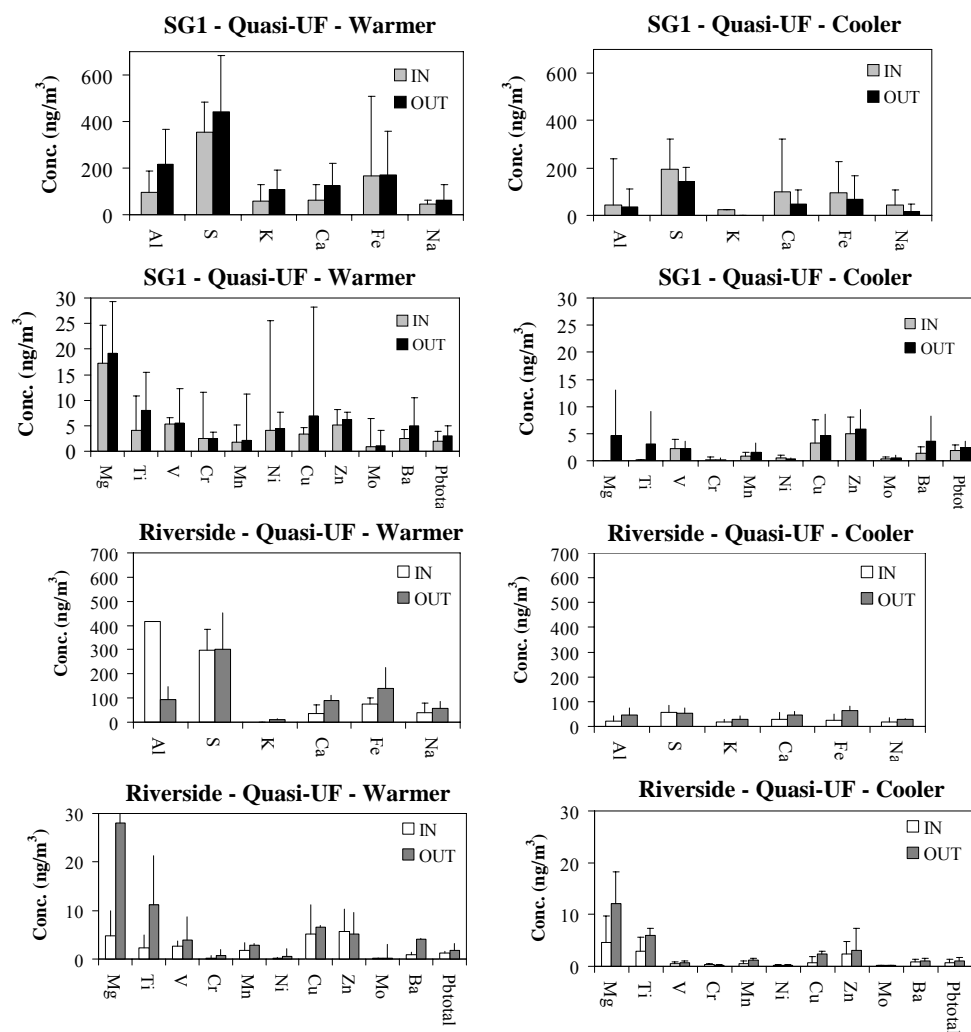 SG1 - Quasi-UF - Warmer
Conc. (ng/m³)
600
400
200
0
IN
OUT
Al S K Ca Fe Na
SG1 - Quasi-UF - Cooler
Conc. (ng/m³)
600
400
200
0
IN
OUT
Al S K Ca Fe Na
SG1 - Quasi-UF - Warmer
Conc. (ng/m³)
30
25
20
15
10
5
0
IN
OUT
Mg Ti V Cr Mn Ni Cu Zn Mo Ba Pbtota
SG1 - Quasi-UF - Cooler
Conc. (ng/m³)
30
25
20
15
10
5
0
IN
OUT
Mg Ti V Cr Mn Ni Cu Zn Mo Ba Pbtot
Riverside - Quasi-UF - Warmer
Conc. (ng/m³)
700
600
500
400
300
200
100
0
IN
OUT
Al S K Ca Fe Na
Riverside - Quasi-UF - Cooler
Conc. (ng/m³)
700
600
500
400
300
200
100
0
IN
OUT
Al S K Ca Fe Na
Riverside - Quasi-UF - Warmer
Conc. (ng/m³)
30
20
10
0
IN
OUT
Mg Ti V Cr Mn Ni Cu Zn Mo Ba Pbtotal
Riverside - Quasi-UF - Cooler
Conc. (ng/m³)
30
20
10
0
IN
OUT
Mg Ti V Cr Mn Ni Cu Zn Mo Ba Pbtotal